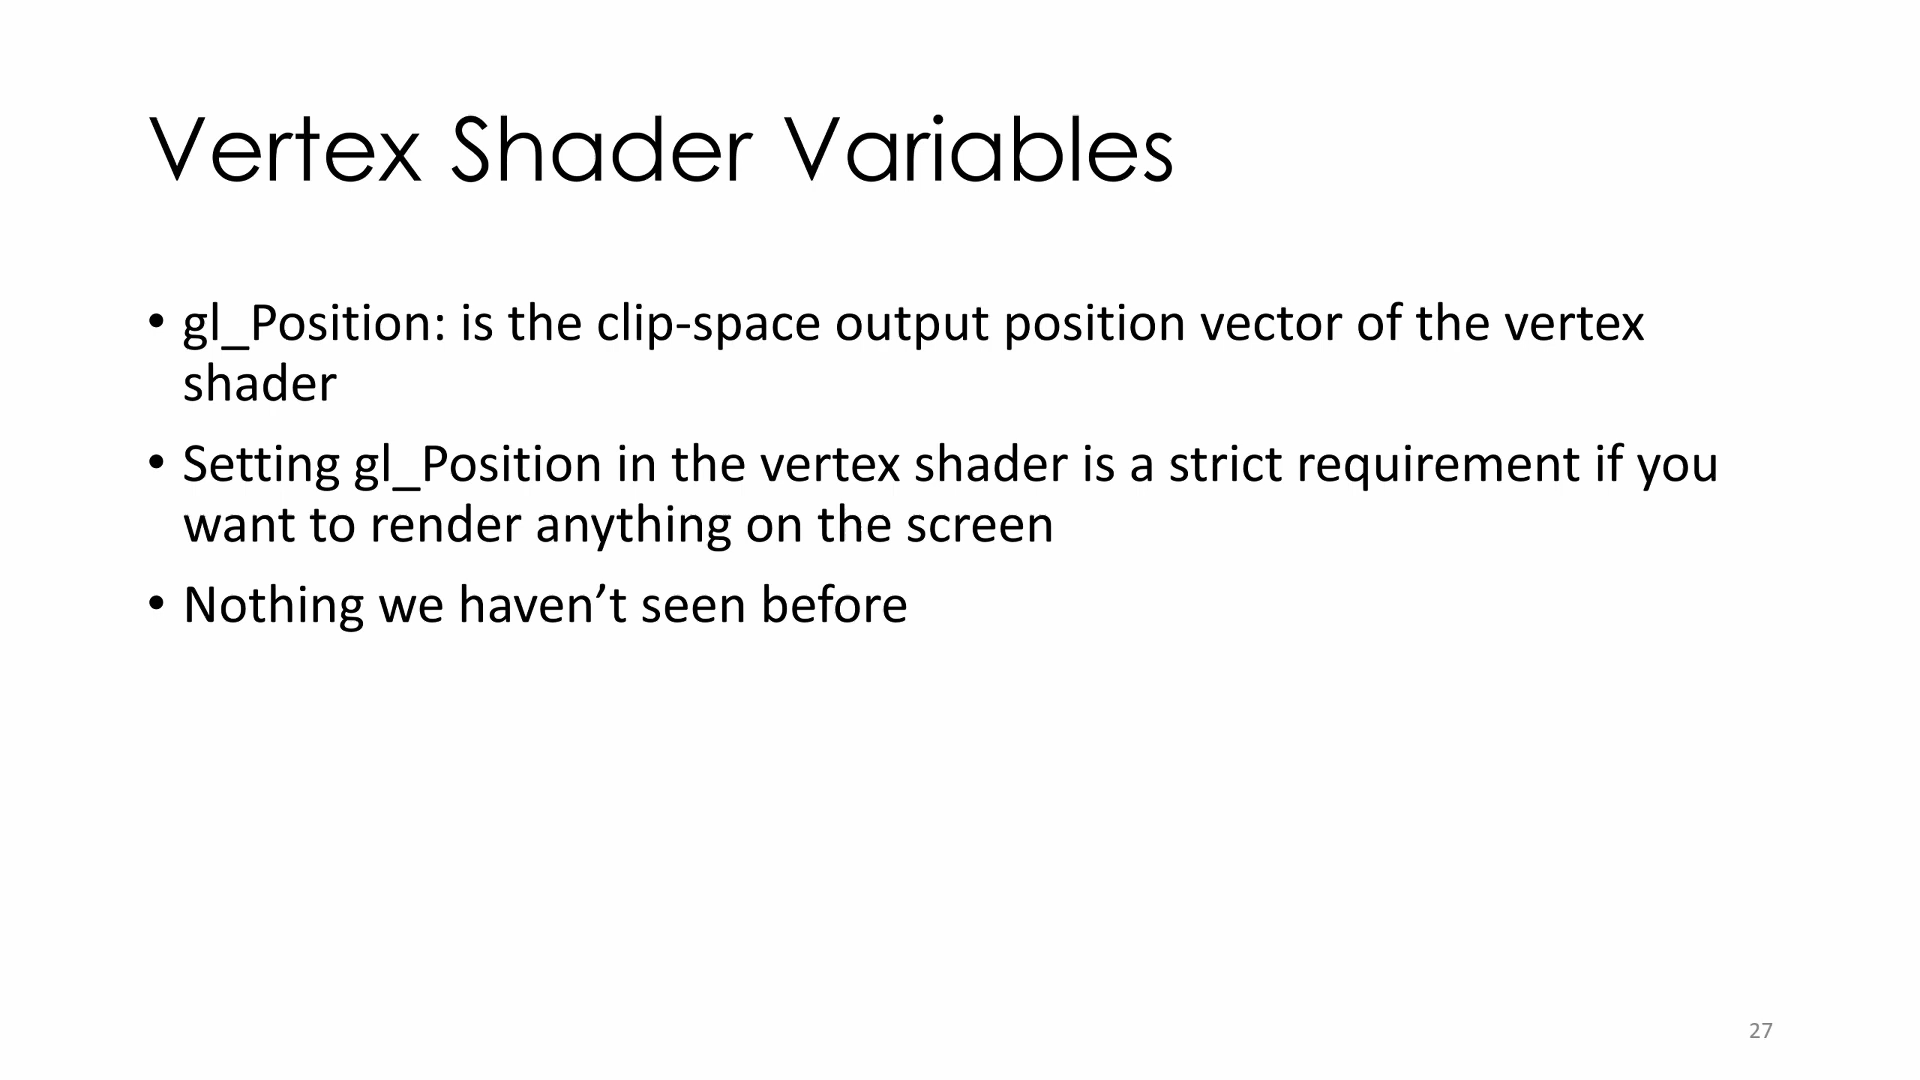 Vertex Shader Variables
• gl_Position: is the clip-space output position vector of the vertex
shader
• Setting gl_Position in the vertex shader is a strict requirement if you
want to render anything on the screen
• Nothing we haven’t seen before
27